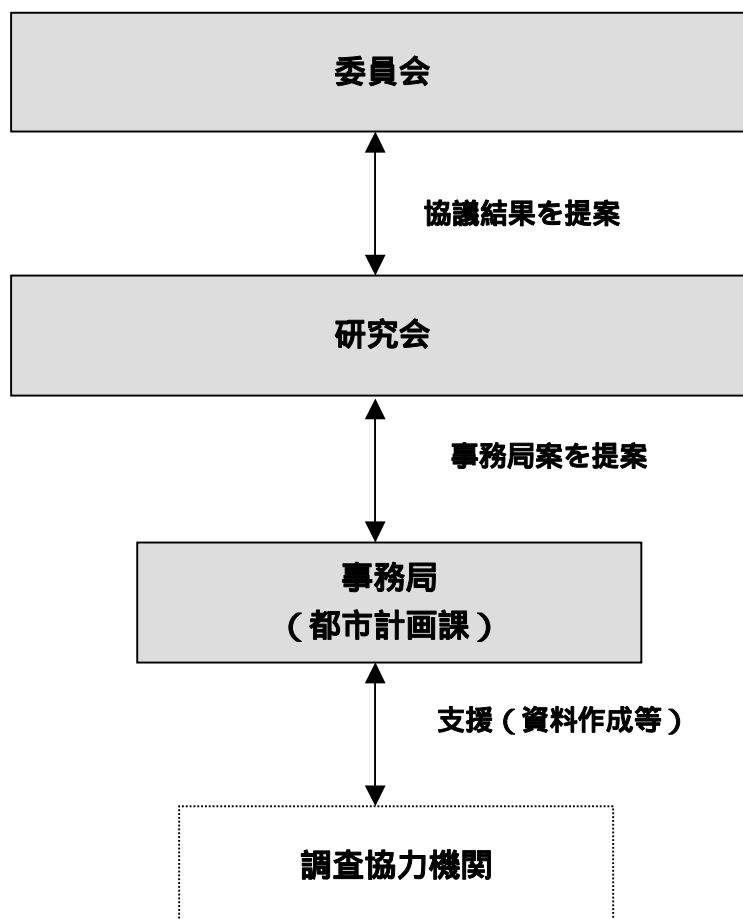 委員会
協議結果を提案
研究会
事務局案を提案
事務局
（都市計画課）
支援（資料作成等）
調査協力機関